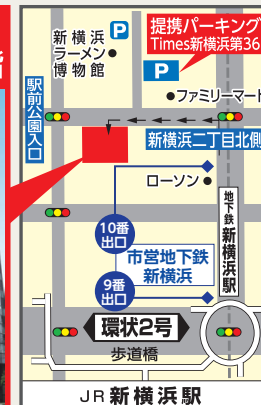 新横浜
ラーメン
博物館
P
提携パーキング
Times新横浜第36
P
ファミリーマート
駅前公園入口
新横浜二丁目北側
ローソン
地下鉄
新横浜駅
10番
出口
市営地下鉄
新横浜
9番
出口
環状2号
歩道橋
JR新横浜駅